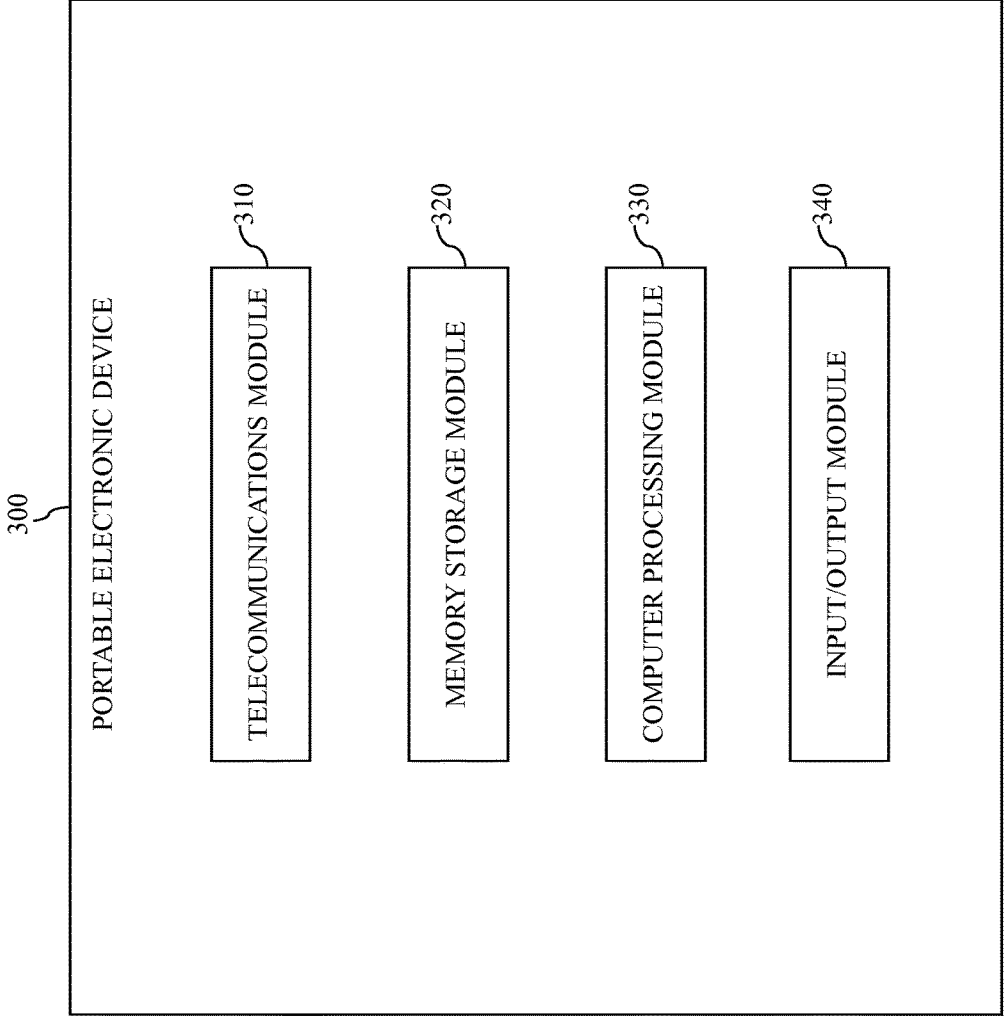 300
PORTABLE ELECTRONIC DEVICE
TELECOMMUNICATIONS MODULE
310
MEMORY STORAGE MODULE
320
COMPUTER PROCESSING MODULE
330
INPUT/OUTPUT MODULE
340